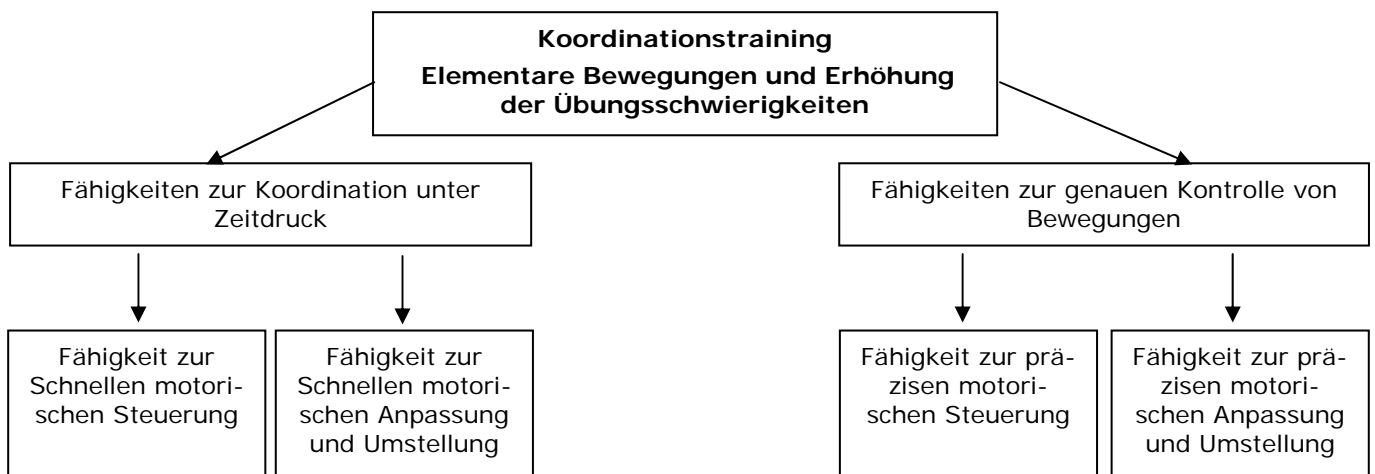 Koordinationstraining
Elementare Bewegungen und Erhöhung
der Übungsschwierigkeiten
Fähigkeiten zur Koordination unter
Zeitdruck
Fähigkeiten zur genauen Kontrolle von
Bewegungen
Fähigkeit zur
Schnellen motori-
schen Steuerung
Fähigkeit zur
Schnellen motori-
schen Anpassung
und Umstellung
Fähigkeit zur prä-
zisen motori-
schen Steuerung
Fähigkeit zur prä-
zisen motori-
schen Anpassung
und Umstellung